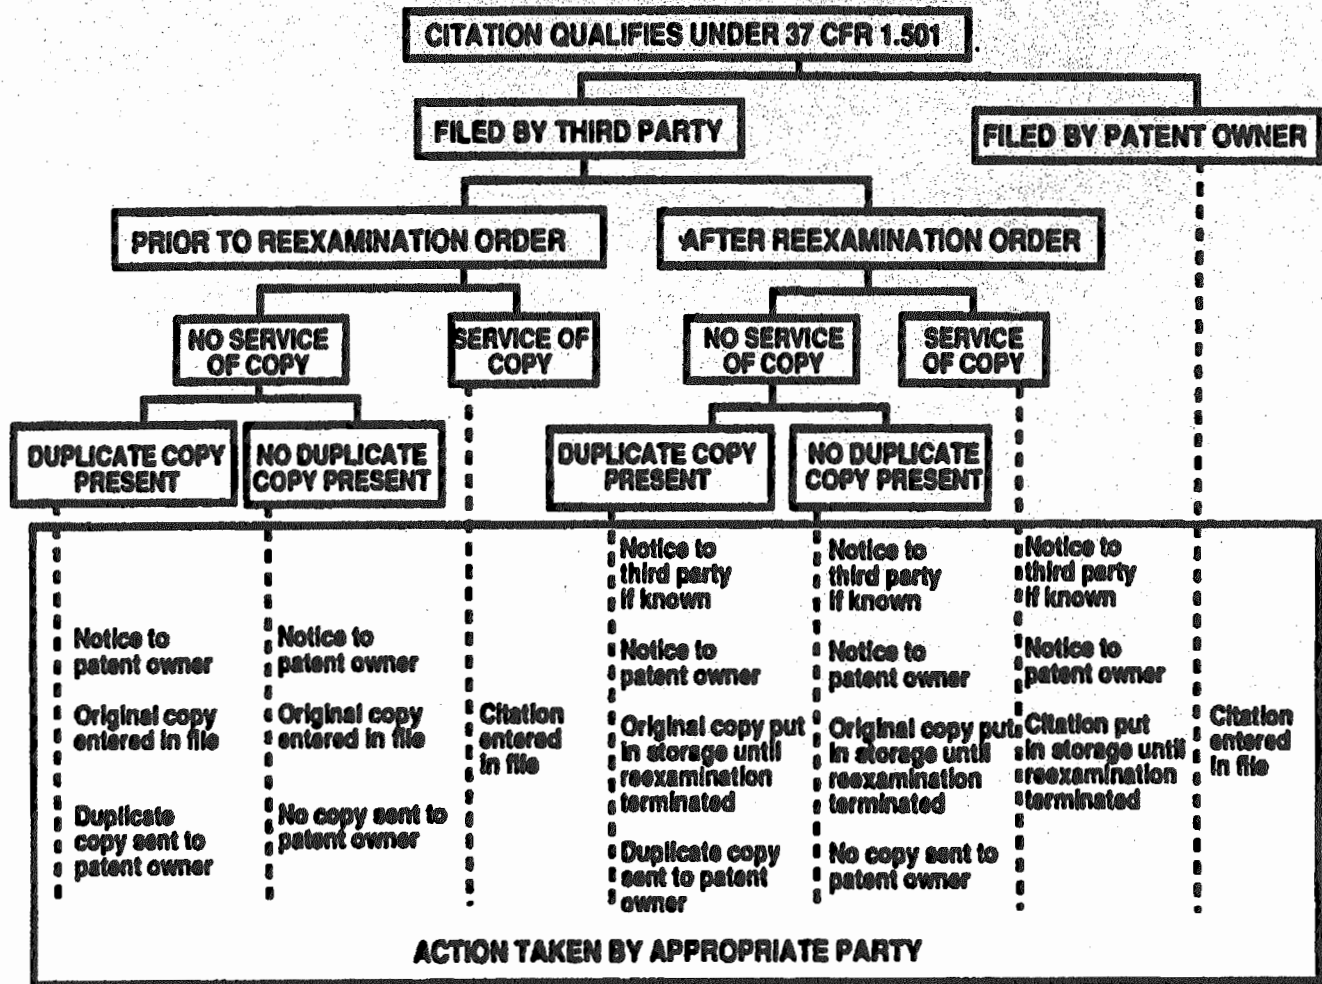 CITATION QUALIFIES UNDER 37 CFR 1.501
FILED BY THIRD PARTY
FILED BY PATENT OWNER
PRIOR TO REEXAMINATION ORDER
AFTER REEXAMINATION ORDER
NO SERVICE
OF COPY
SERVICE OF
COPY
NO SERVICE
OF COPY
SERVICE
OF COPY
DUPLICATE COPY
PRESENT
NO DUPLICATE
COPY PRESENT
DUPLICATE COPY
PRESENT
NO DUPLICATE
COPY PRESENT
Notice to
patent owner
Original copy
entered in file
Duplicate
copy sent to
patent owner
Notice to
patent owner
Original copy
entered in file
No copy sent to
patent owner
Citation
entered
in file
Notice to
third party
if known
Notice to
patent owner
Original copy put
in storage until
reexamination
terminated
Duplicate copy
sent to patent
owner
Notice to
third party
if known
Notice to
patent owner
Original copy put
in storage until
reexamination
terminated
No copy sent to
patent owner
Notice to
third party
if known
Notice to
patent owner
Citation put
in storage until
reexamination
terminated
Citation
entered
in file
ACTION TAKEN BY APPROPRIATE PARTY